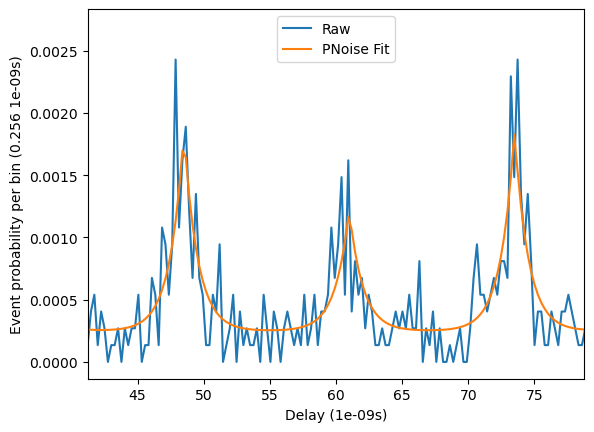 Raw
PNoise Fit
Event probability per bin (0.256 1e-09s)
0.0025
0.0020
0.0015
0.0010
0.0005
0.0000
45 50 55 60 65 70 75
Delay (1e-09s)